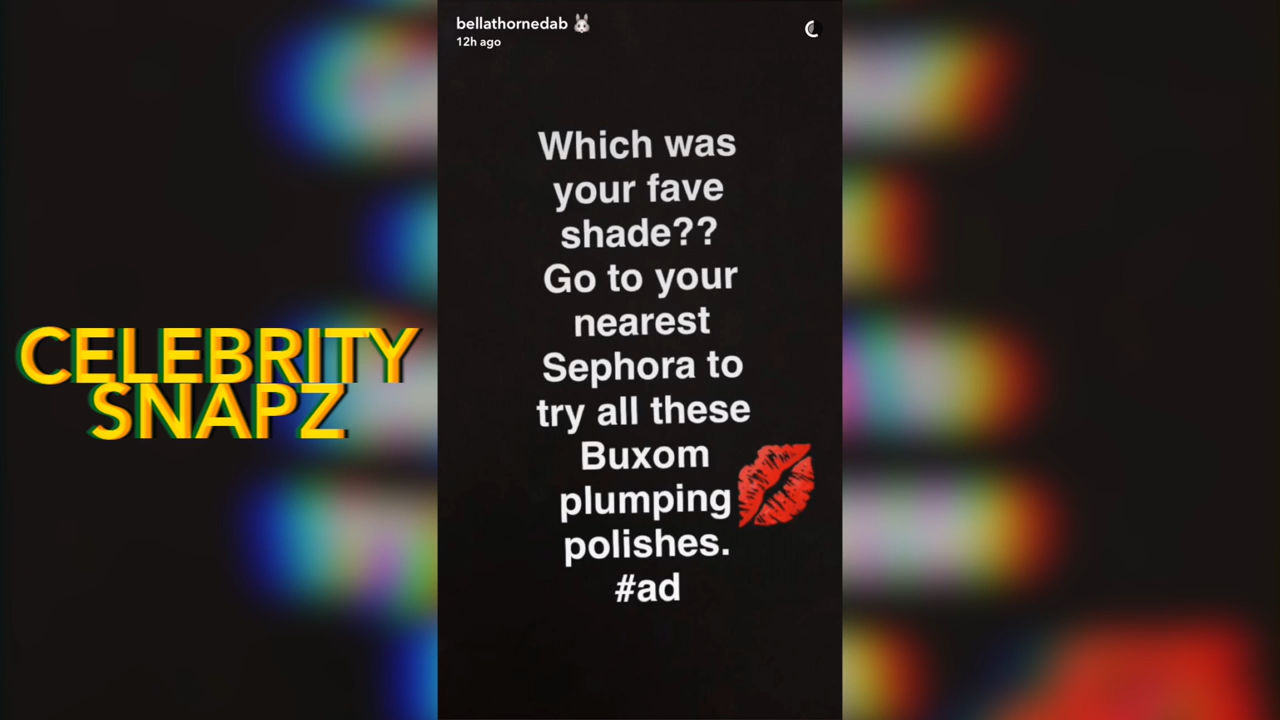 bellathornedab 🐰
12h ago
Which was
your fave
shade??
Go to your
nearest
Sephora to
try all these
Buxom
plumping
polishes.
#ad
CELEBRITY
SNAPZ